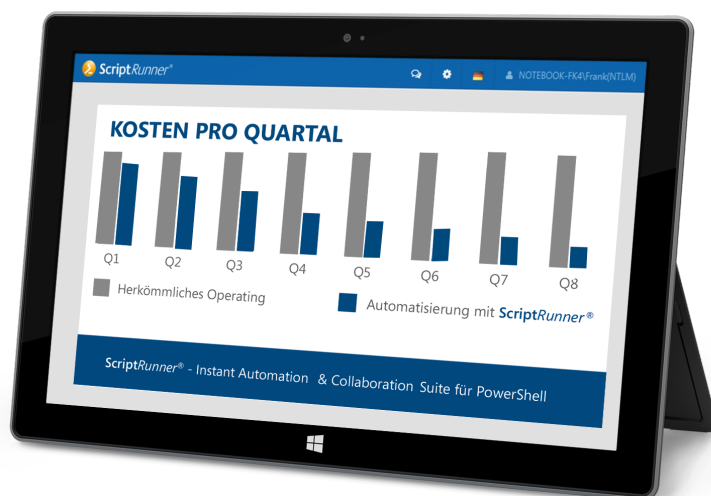 ScriptRunner®
NOTEBOOK-FK4\Frank(NTLM)
KOSTEN PRO QUARTAL
Q1 Q2 Q3 Q4 Q5 Q6 Q7 Q8
Herkömmliches Operating
Automatisierung mit ScriptRunner®
ScriptRunner® - Instant Automation & Collaboration Suite für PowerShell